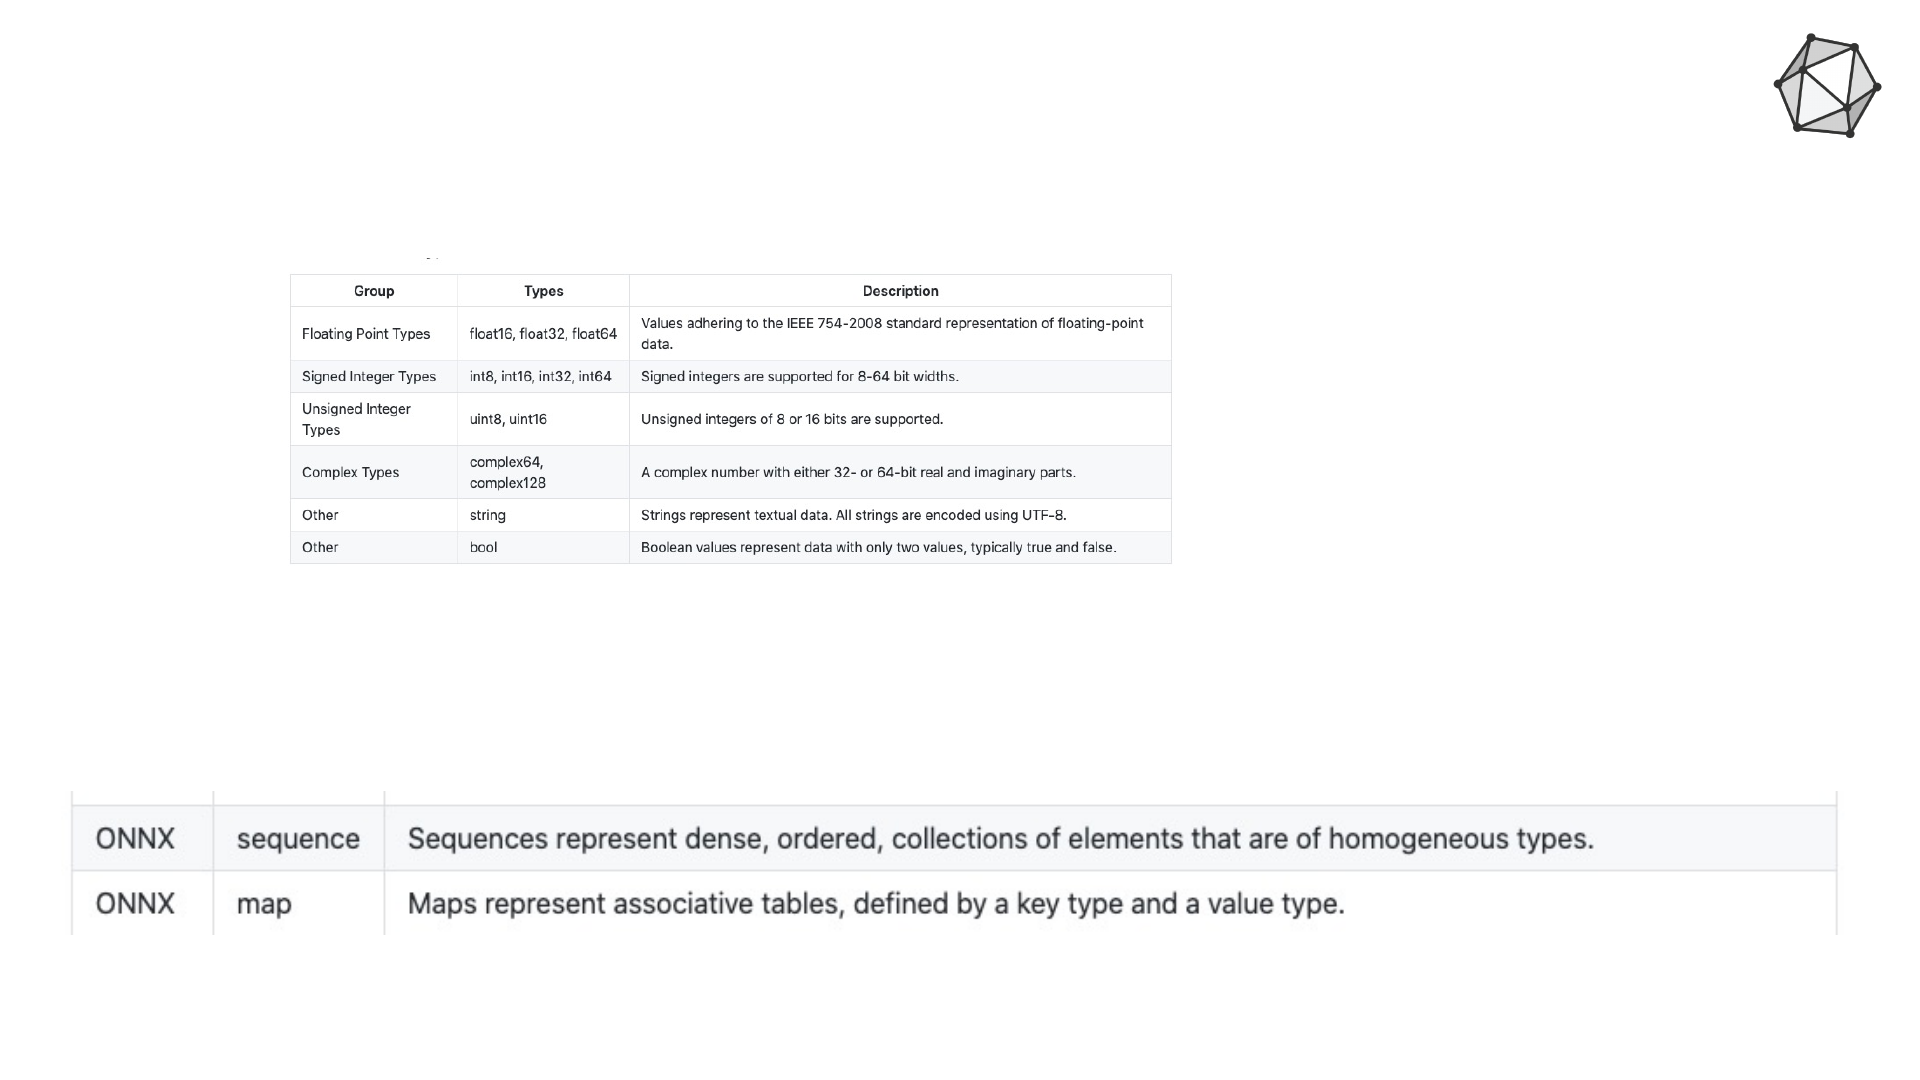 Group Types Description
Floating Point Types float16, float32, float64 Values adhering to the IEEE 754-2008 standard representation of floating-point
data.
Signed Integer Types int8, int16, int32, int64 Signed integers are supported for 8-64 bit widths.
Unsigned Integer
Types uint8, uint16 Unsigned integers of 8 or 16 bits are supported.
Complex Types complex64,
complex128 A complex number with either 32- or 64-bit real and imaginary parts.
Other string Strings represent textual data. All strings are encoded using UTF-8.
Other bool Boolean values represent data with only two values, typically true and false.
ONNX sequence Sequences represent dense, ordered, collections of elements that are of homogeneous types.
ONNX map Maps represent associative tables, defined by a key type and a value type.